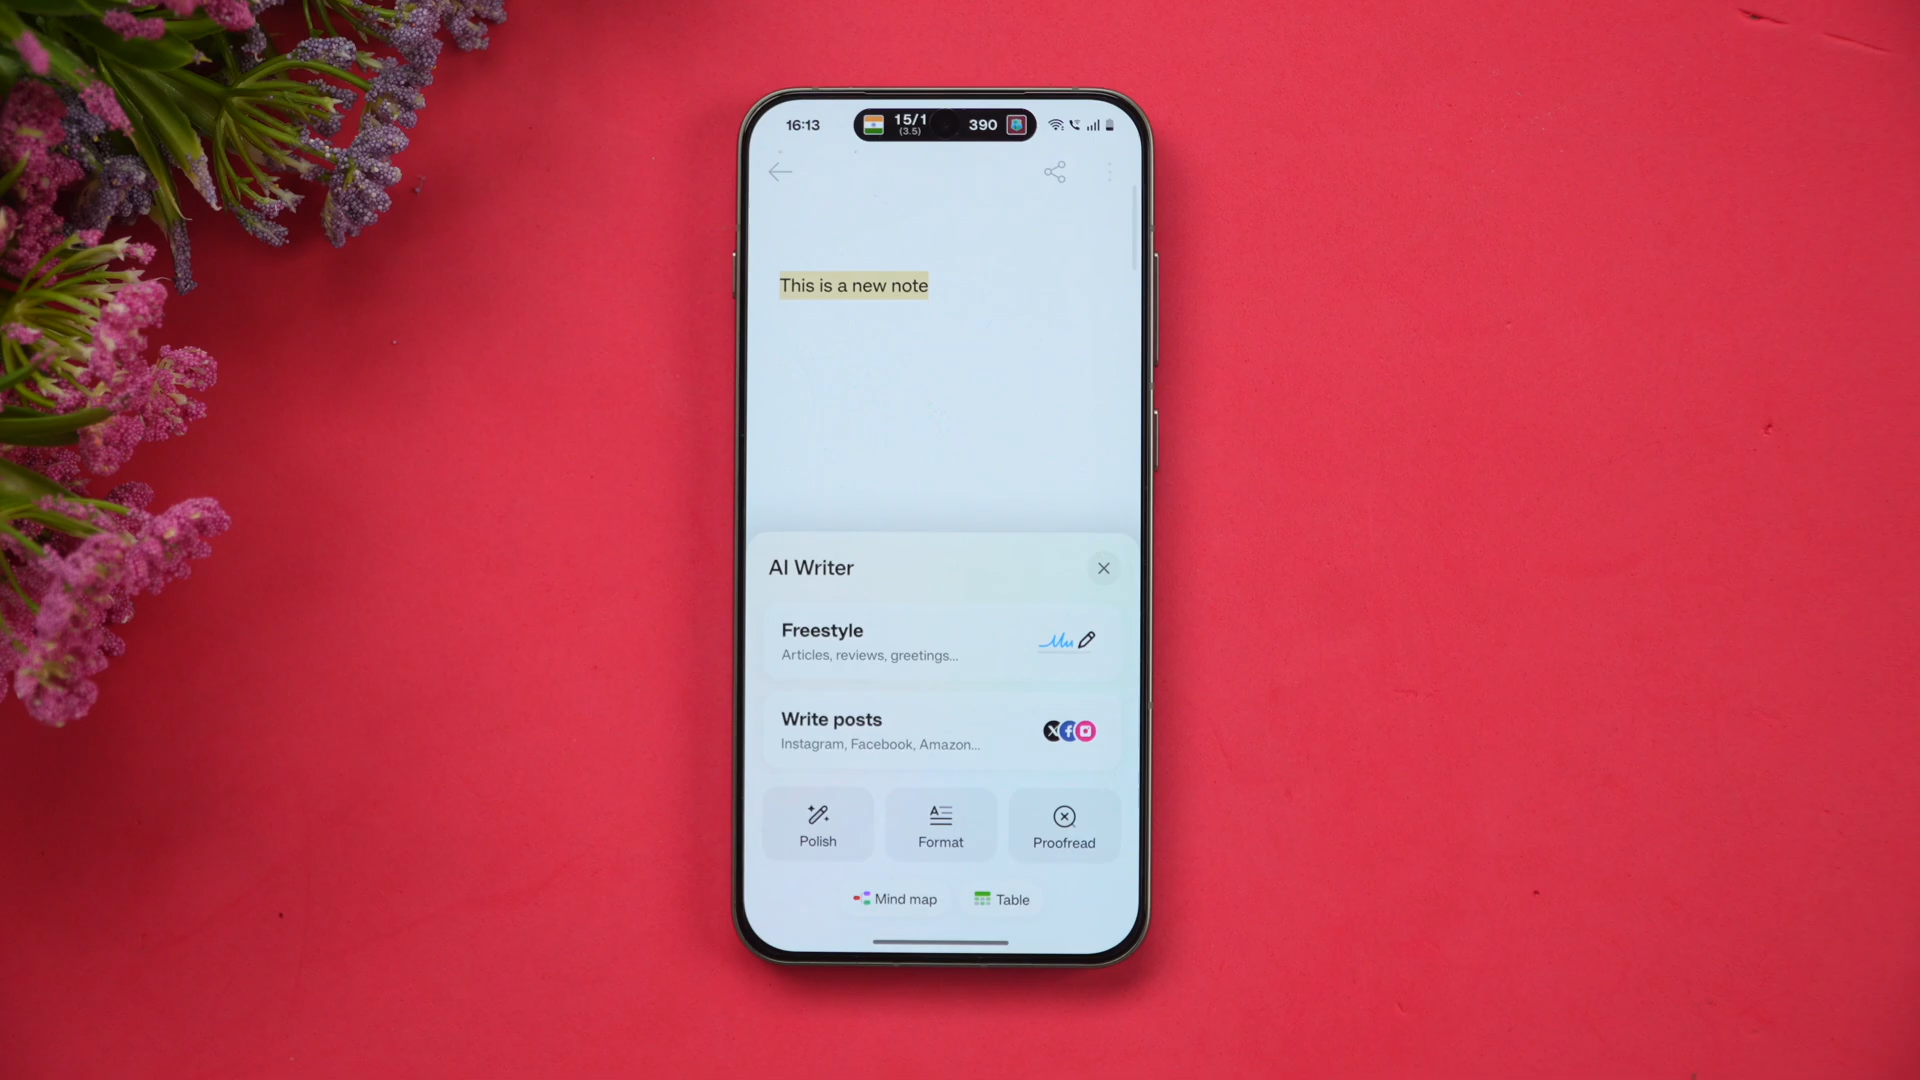 16:13
15/1
(3.5)
390
This is a new note
AI Writer
Freestyle
Articles, reviews, greetings...
Write posts
Instagram, Facebook, Amazon...
Polish
Format
Proofread
Mind map
Table